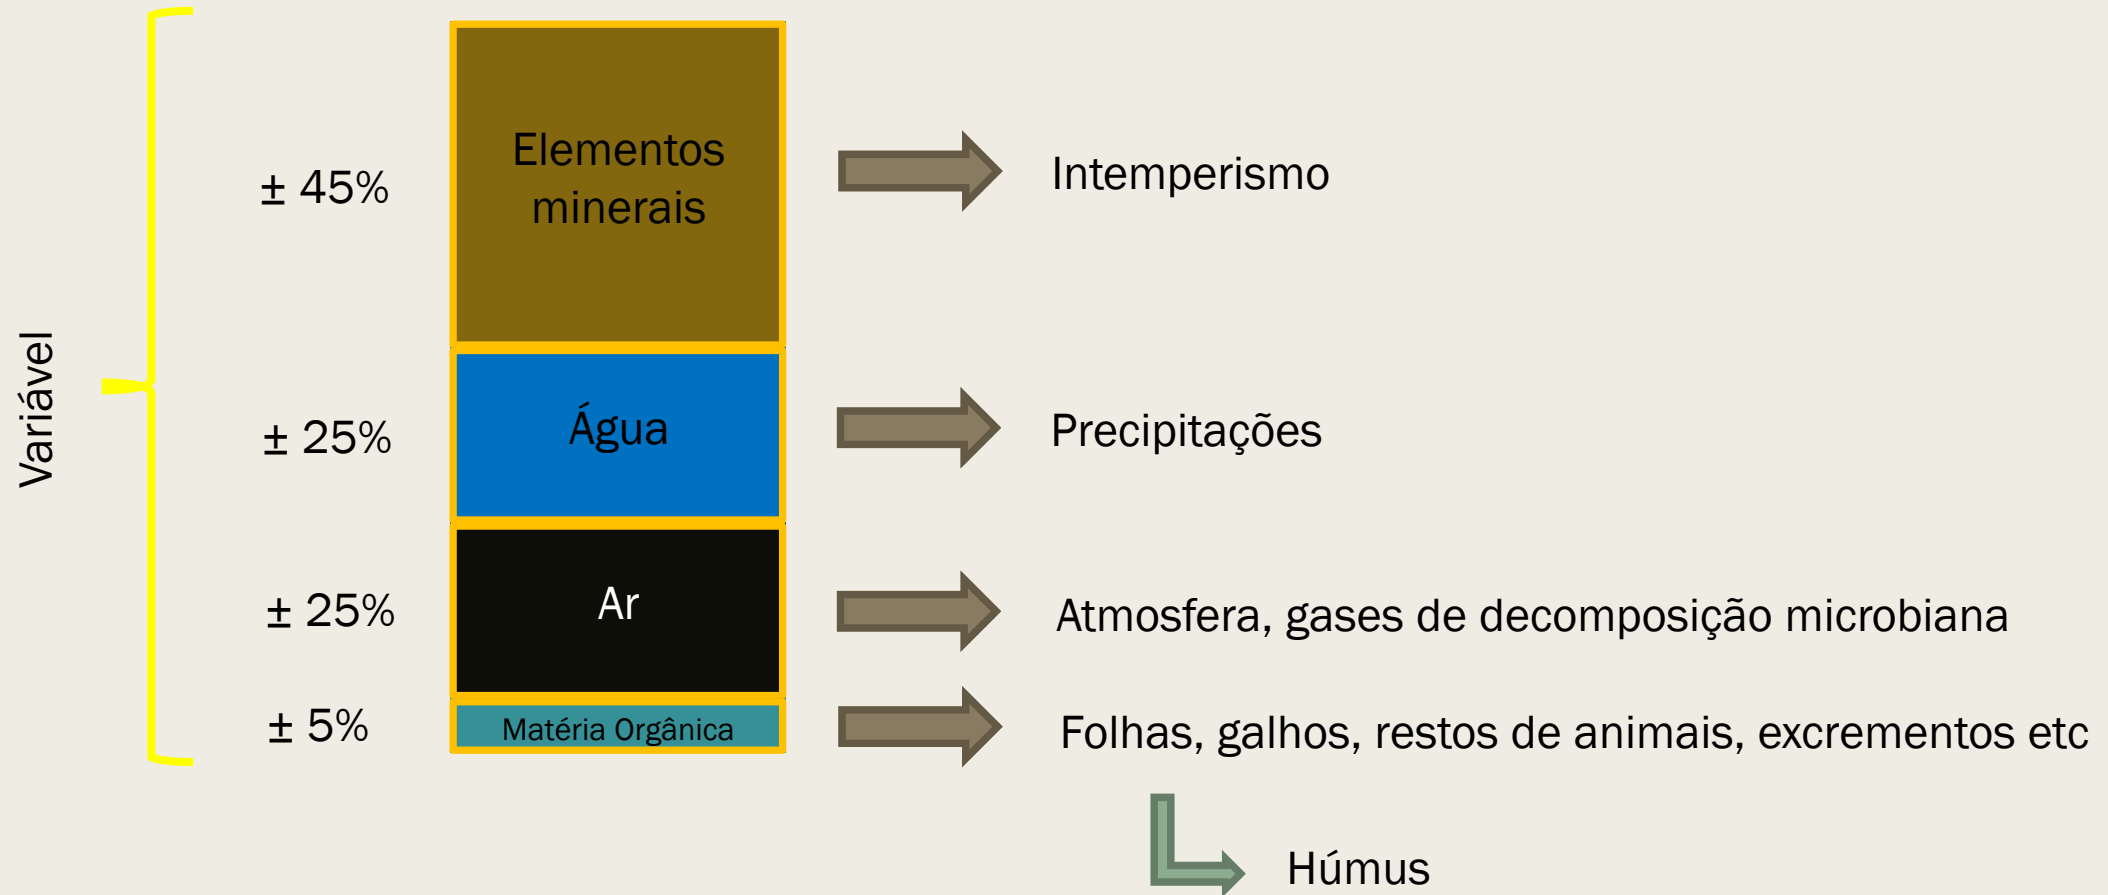 Variável
± 45%
Elementos
minerais
Intemperismo
± 25%
Água
Precipitações
± 25%
Ar
Atmosfera, gases de decomposição microbiana
± 5%
Matéria Orgânica
Folhas, galhos, restos de animais, excrementos etc
Húmus